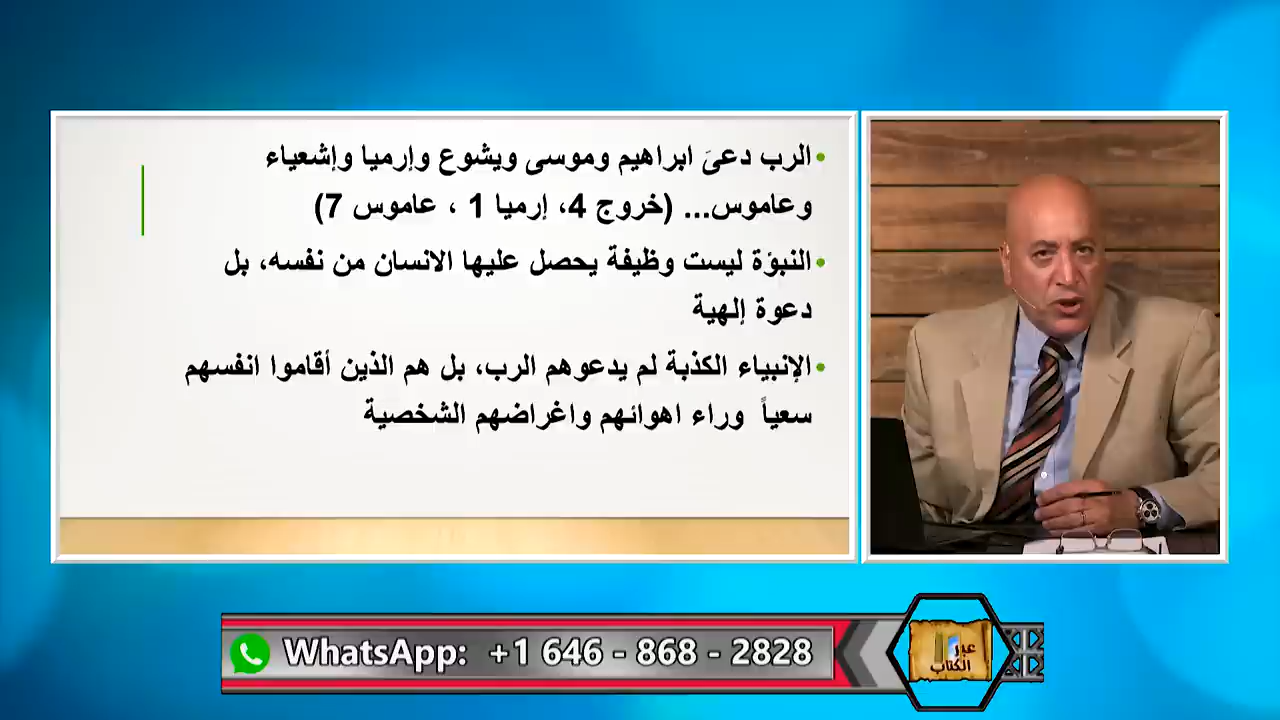 • الرب دعىَ ابراهيم وموسى ويشوع وإرميا وإشعياء
وعاموس... (خروج 4، إرميا 1 ، عاموس 7)
• النبوّة ليست وظيفة يحصل عليها الانسان من نفسه، بل
دعوة إلهية
• الإنبياء الكذبة لم يدعوهم الرب، بل هم الذين أقاموا انفسهم
سعياً وراء اهوائهم واغراضهم الشخصية
WhatsApp: +1 646 - 868 - 2828
عبر
الكتاب